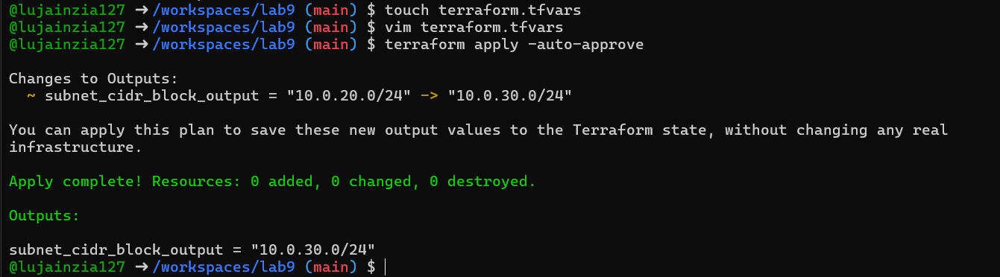 @lujainzia127 ➜ /workspaces/lab9 (main) $ touch terraform.tfvars
@lujainzia127 ➜ /workspaces/lab9 (main) $ vim terraform.tfvars
@lujainzia127 ➜ /workspaces/lab9 (main) $ terraform apply -auto-approve
Changes to Outputs:
~ subnet_cidr_block_output = "10.0.20.0/24" -> "10.0.30.0/24"
You can apply this plan to save these new output values to the Terraform state, without changing any real
infrastructure.
Apply complete! Resources: 0 added, 0 changed, 0 destroyed.
Outputs:
subnet_cidr_block_output = "10.0.30.0/24"
@lujainzia127 ➜ /workspaces/lab9 (main) $